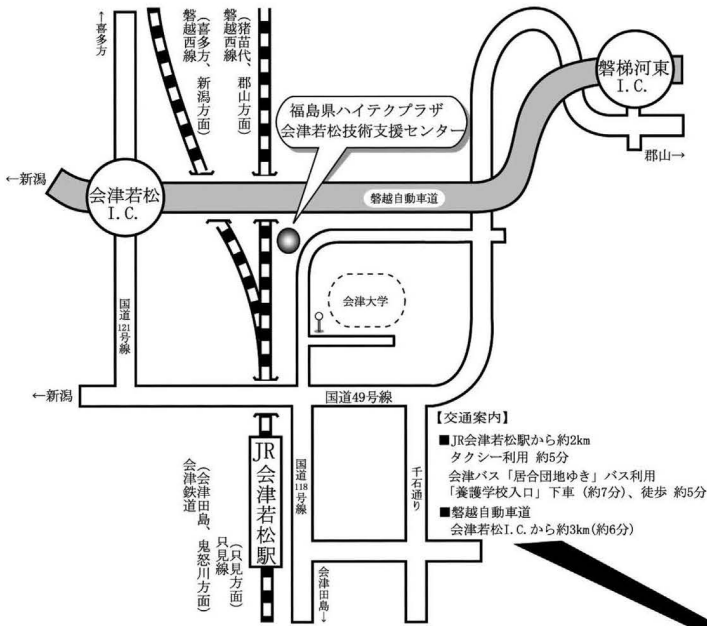 ↑喜多方
磐越西線
(喜多方、新潟方面)
磐越西線
(猪苗代、郡山方面)
福島県ハイテクプラザ
会津若松技術支援センター
磐梯河東
I.C.
郡山→
←新潟
会津若松
I.C.
磐越自動車道
会津大学
国道121号線
←新潟
国道49号線
JR会津若松駅
国道118号線
千石通り
会津鉄道
(会津田島、鬼怒川方面)
只見線
(只見方面)
会津田島→
【交通案内】
■JR会津若松駅から約2km
タクシー利用 約5分
会津バス「居合団地ゆき」バス利用
「養護学校入口」下車(約7分)、徒歩 約5分
■磐越自動車道
会津若松I.C.から約3km(約6分)